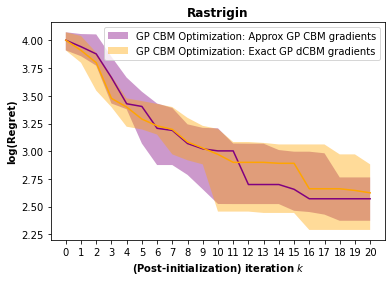 Rastrigin
GP CBM Optimization: Approx GP CBM gradients
GP CBM Optimization: Exact GP dCBM gradients
log(Regret)
4.00
3.75
3.50
3.25
3.00
2.75
2.50
2.25
0 1 2 3 4 5 6 7 8 9 10 11 12 13 14 15 16 17 18 19 20
(Post-initialization) iteration k